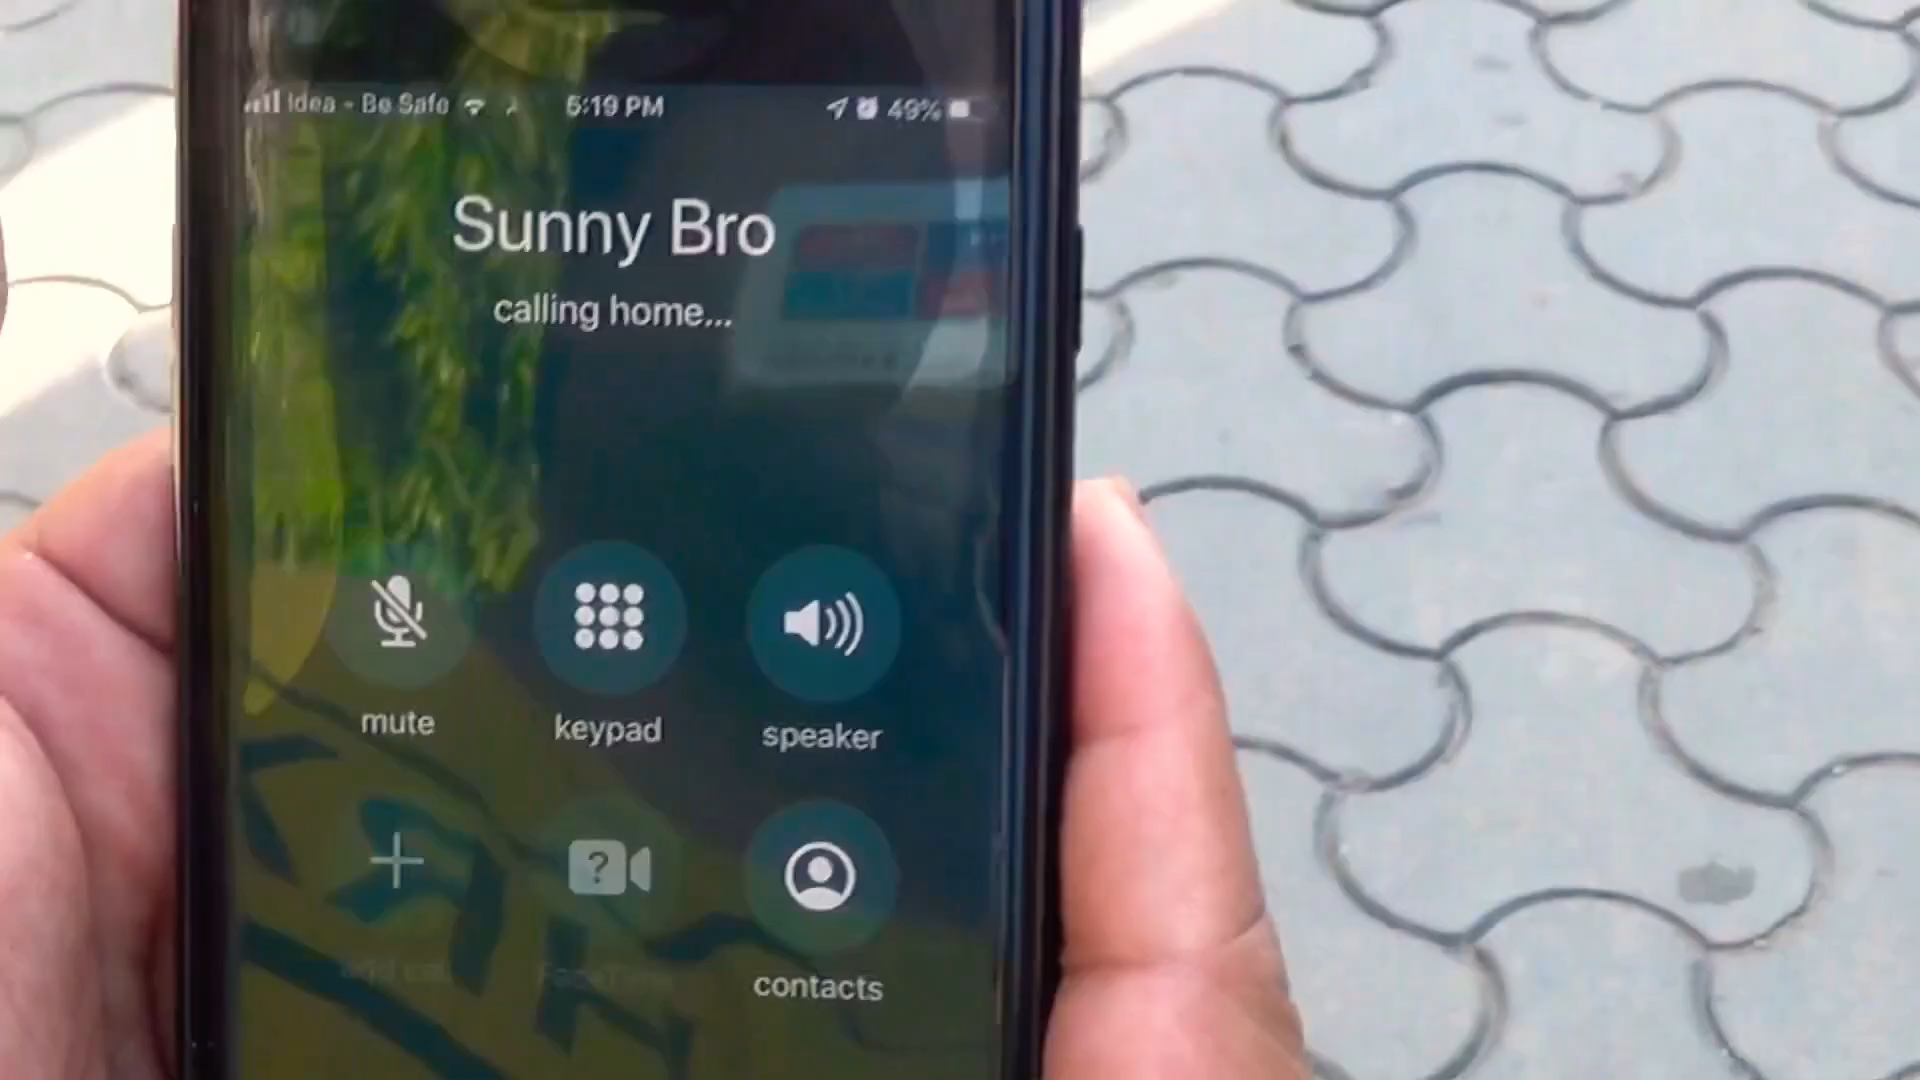 Idea - Be Safe 5:19 PM 49%
Sunny Bro
calling home...
mute keypad speaker
?
contacts